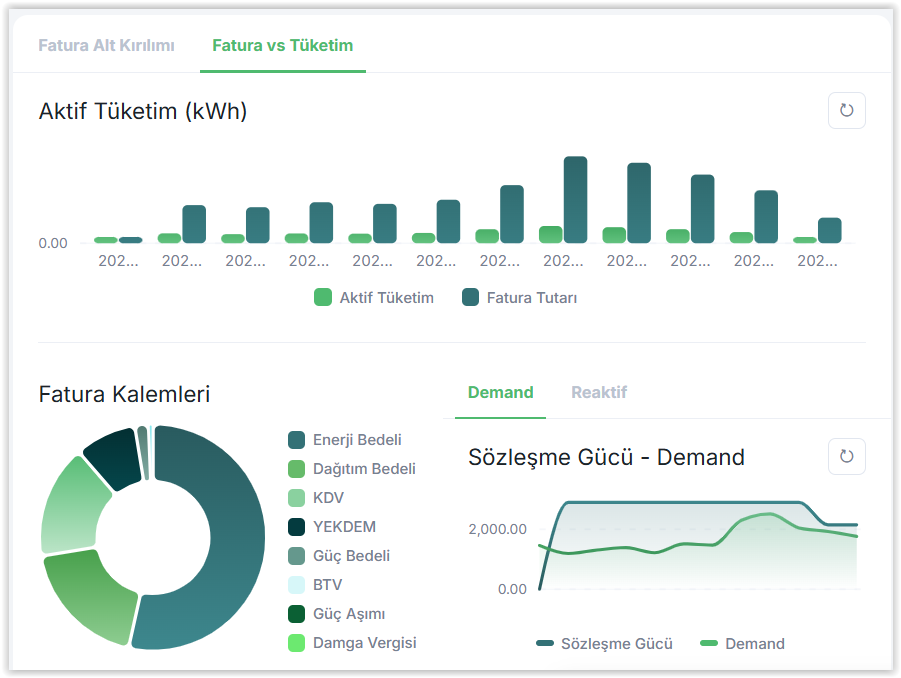 Fatura Alt Kırılımı Fatura vs Tüketim
Aktif Tüketim (kWh)
0.00
202... 202... 202... 202... 202... 202... 202... 202... 202... 202... 202... 202...
Aktif Tüketim Fatura Tutarı
Fatura Kalemleri
Enerji Bedeli
Dağıtım Bedeli
KDV
YEKDEM
Güç Bedeli
BTV
Güç Aşımı
Damga Vergisi
Demand Reaktif
Sözleşme Gücü - Demand
2,000.00
0.00
Sözleşme Gücü Demand